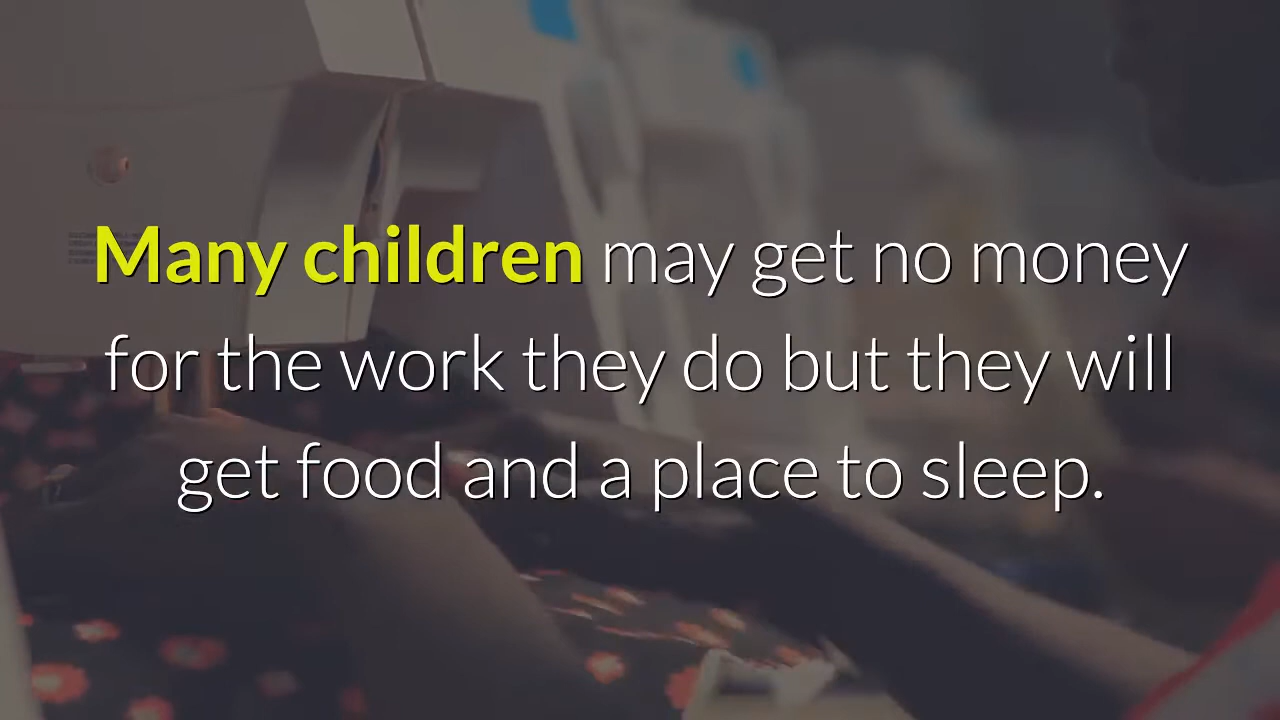 Many children may get no money
for the work they do but they will
get food and a place to sleep.